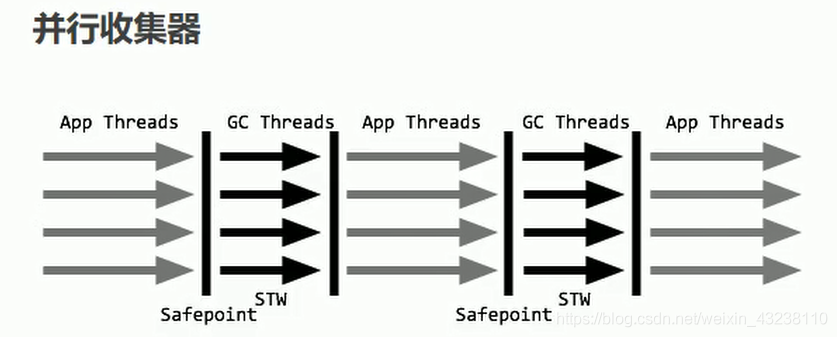 并行收集器
App Threads GC Threads App Threads GC Threads App Threads
STW STW
Safepoint Safepoint
https://blog.csdn.net/weixin_43238110